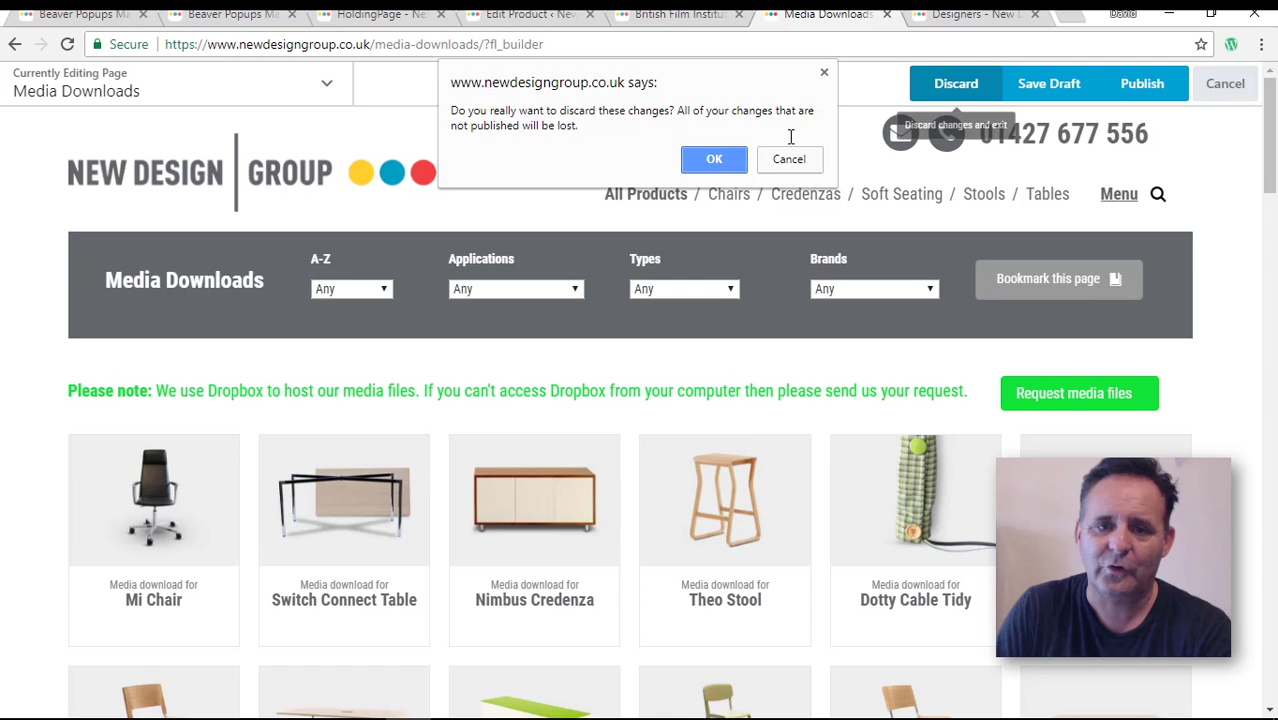 Beaver Popups M
Beaver Popups M
HoldingPage - Ne
Edit Product ‹ Nev
British Film Institut
Media Downloads
Designers - New D
David
Secure
https://www.newdesigngroup.co.uk/media-downloads/?fl_builder
Currently Editing Page
Media Downloads
www.newdesigngroup.co.uk says:
Do you really want to discard these changes? All of your changes that are
not published will be lost.
OK
Cancel
Discard
Save Draft
Publish
Cancel
Discard changes and exit
01427 677 556
NEW DESIGN GROUP
All Products / Chairs / Credenzas / Soft Seating / Stools / Tables
Menu
Media Downloads
A-Z
Applications
Types
Brands
Any
Any
Any
Any
Bookmark this page
Please note: We use Dropbox to host our media files. If you can't access Dropbox from your computer then please send us your request.
Request media files
Media download for
Mi Chair
Media download for
Switch Connect Table
Media download for
Nimbus Credenza
Media download for
Theo Stool
Media download for
Dotty Cable Tidy